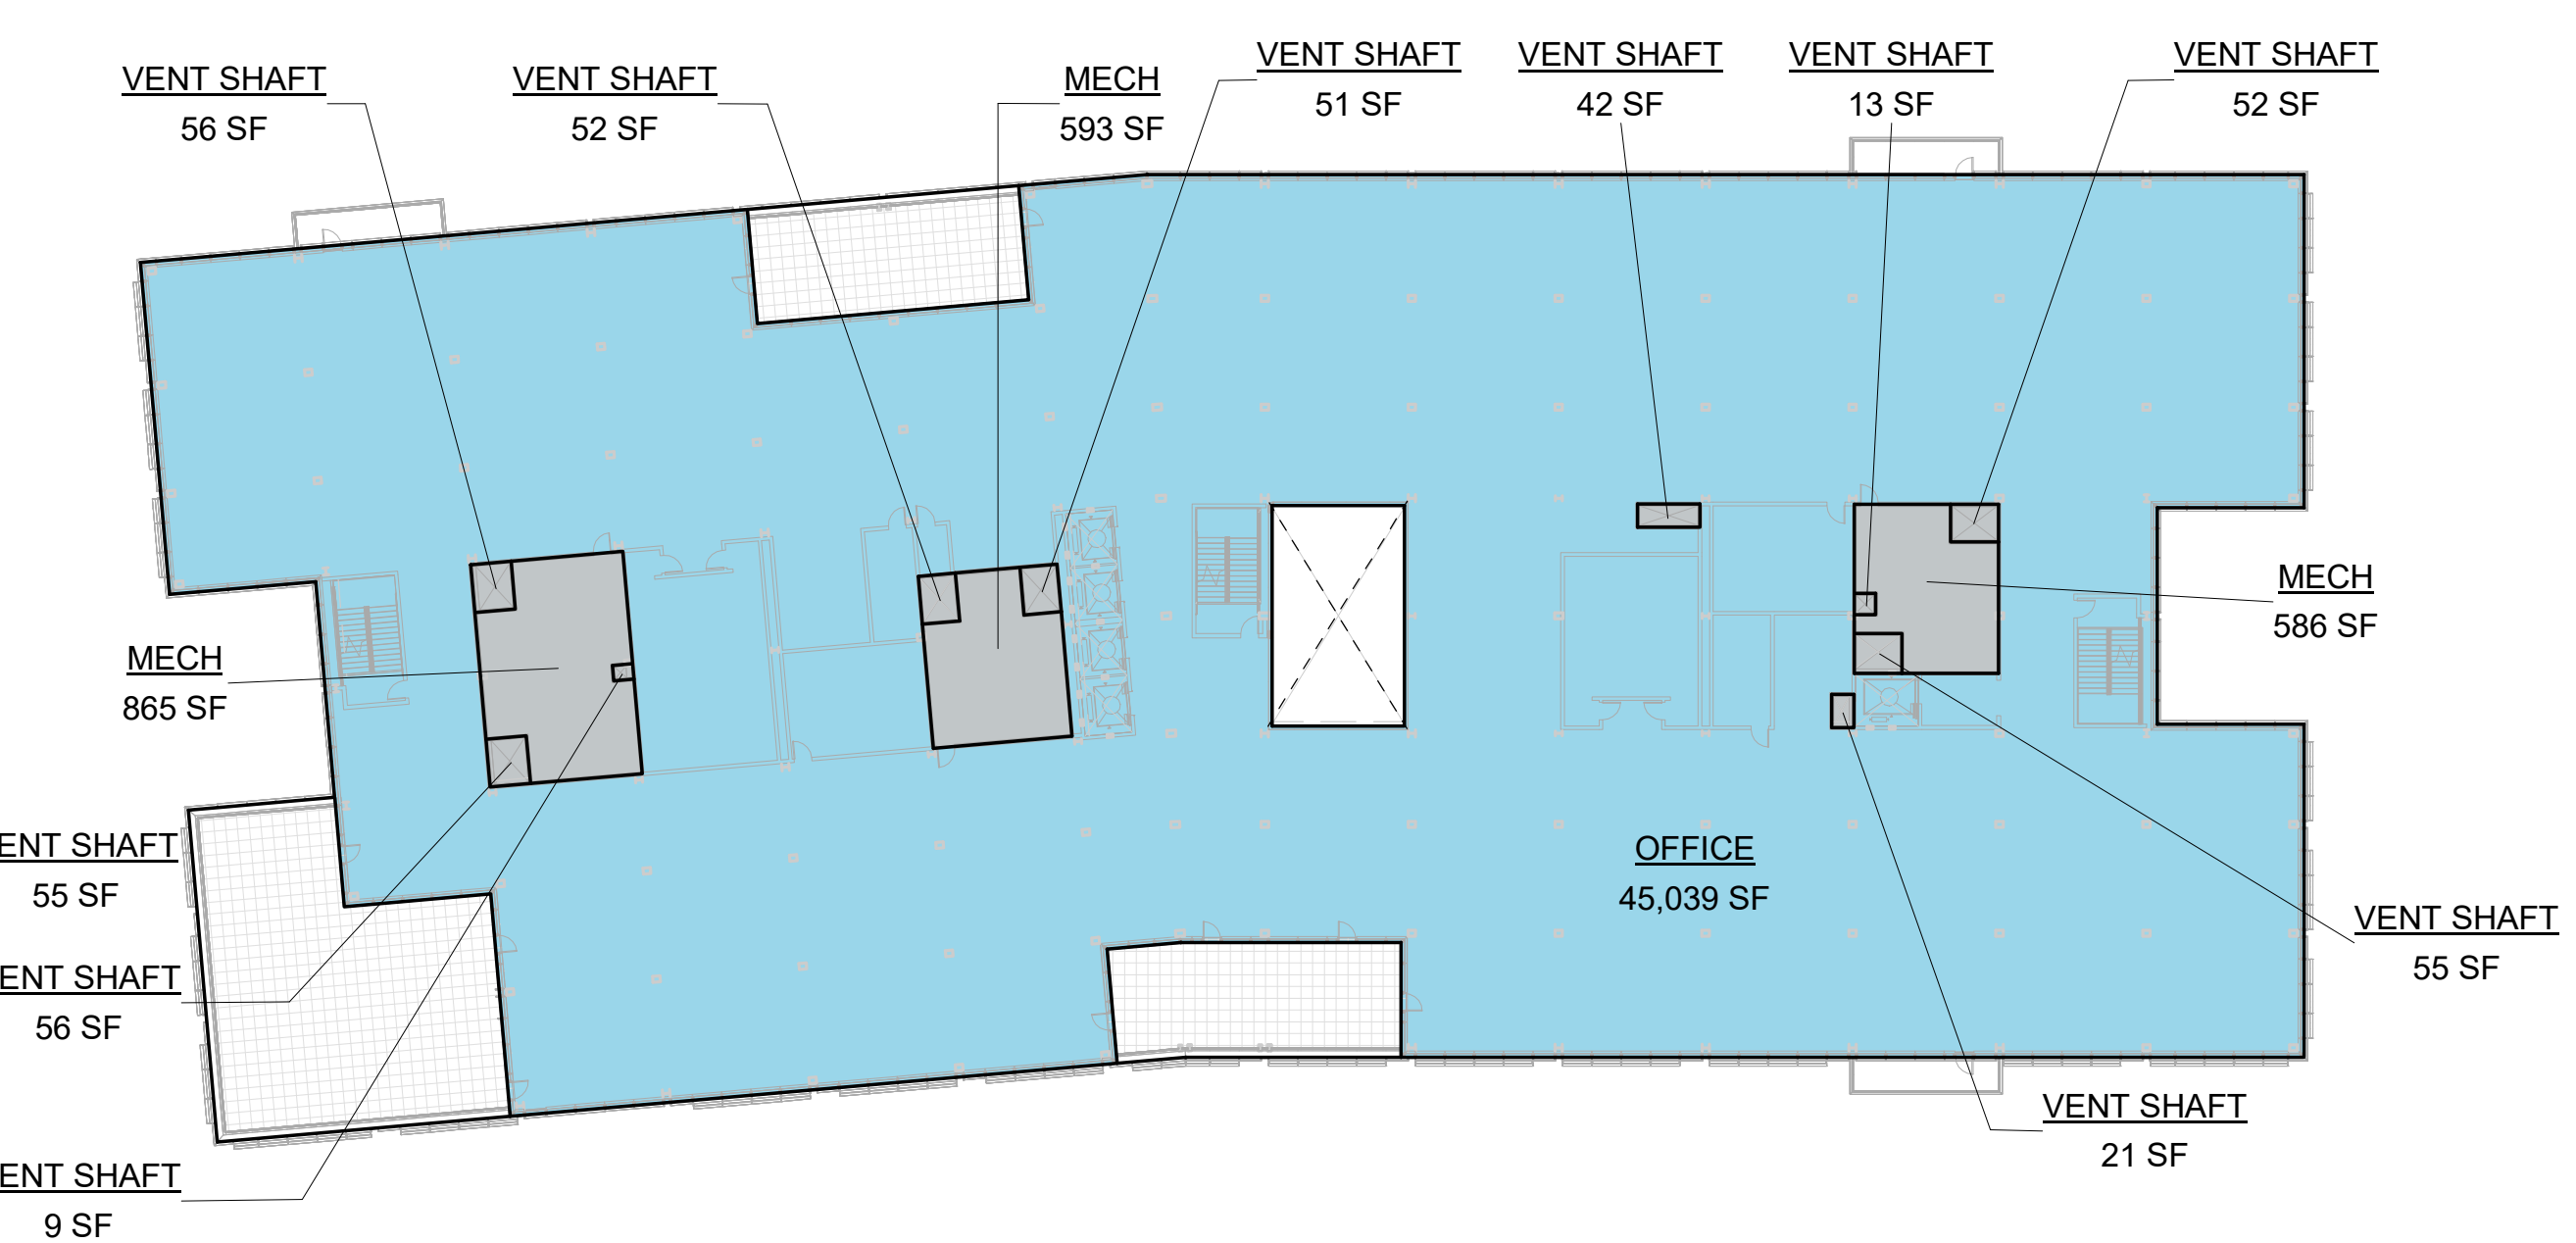 VENT SHAFT
56 SF
VENT SHAFT
52 SF
MECH
593 SF
VENT SHAFT
51 SF
VENT SHAFT
42 SF
VENT SHAFT
13 SF
VENT SHAFT
52 SF
MECH
865 SF
MECH
586 SF
ENT SHAFT
55 SF
ENT SHAFT
56 SF
ENT SHAFT
9 SF
OFFICE
45,039 SF
VENT SHAFT
55 SF
VENT SHAFT
21 SF